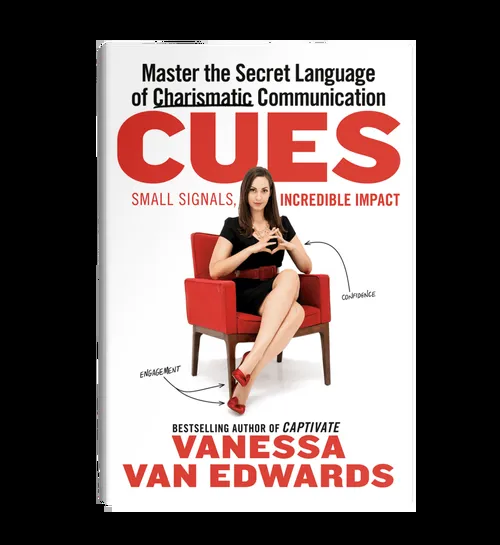 Master the Secret Language
of Charismatic Communication
CUES
SMALL SIGNALS, INCREDIBLE IMPACT
CONFIDENCE
ENGAGEMENT
BESTSELLING AUTHOR OF CAPTIVATE
VANESSA
VAN EDWARDS